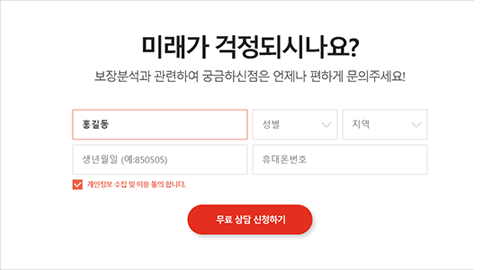 미래가 걱정되시나요?
보장분석과 관련하여 궁금하신점은 언제나 편하게 문의주세요!
홍길동 성별 지역
생년월일 (예:850505) 휴대폰번호
개인정보 수집 및 이용 동의 합니다.
무료 상담 신청하기